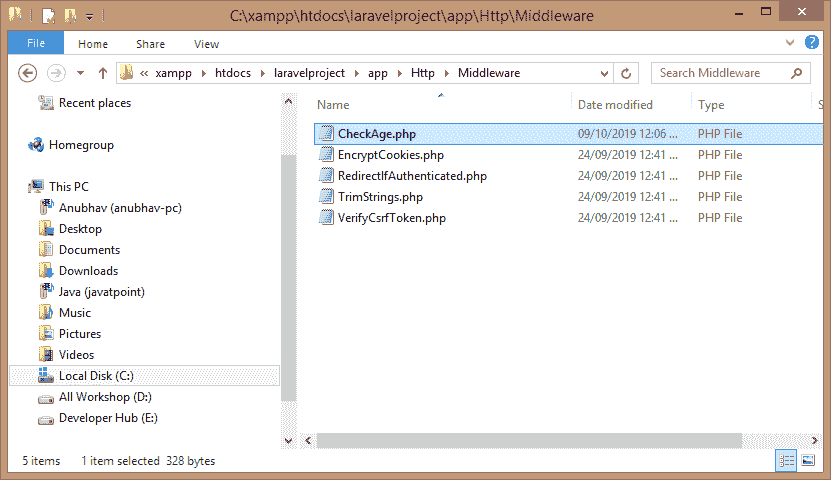 C:\xampp\htdocs\laravelproject\app\Http\Middleware
File Home Share View
« xampp htdocs laravelproject app Http Middleware Search Middleware
Recent places
Homegroup
This PC
Anubhav (anubhav-pc)
Desktop
Documents
Downloads
Java (javatpoint)
Music
Pictures
Videos
Local Disk (C:)
All Workshop (D:)
Developer Hub (E:)
Name Date modified Type S
CheckAge.php 09/10/2019 12:06 ... PHP File
EncryptCookies.php 24/09/2019 12:41 ... PHP File
RedirectIfAuthenticated.php 24/09/2019 12:41 ... PHP File
TrimStrings.php 24/09/2019 12:41 ... PHP File
VerifyCsrfToken.php 24/09/2019 12:41 ... PHP File
5 items 1 item selected 328 bytes